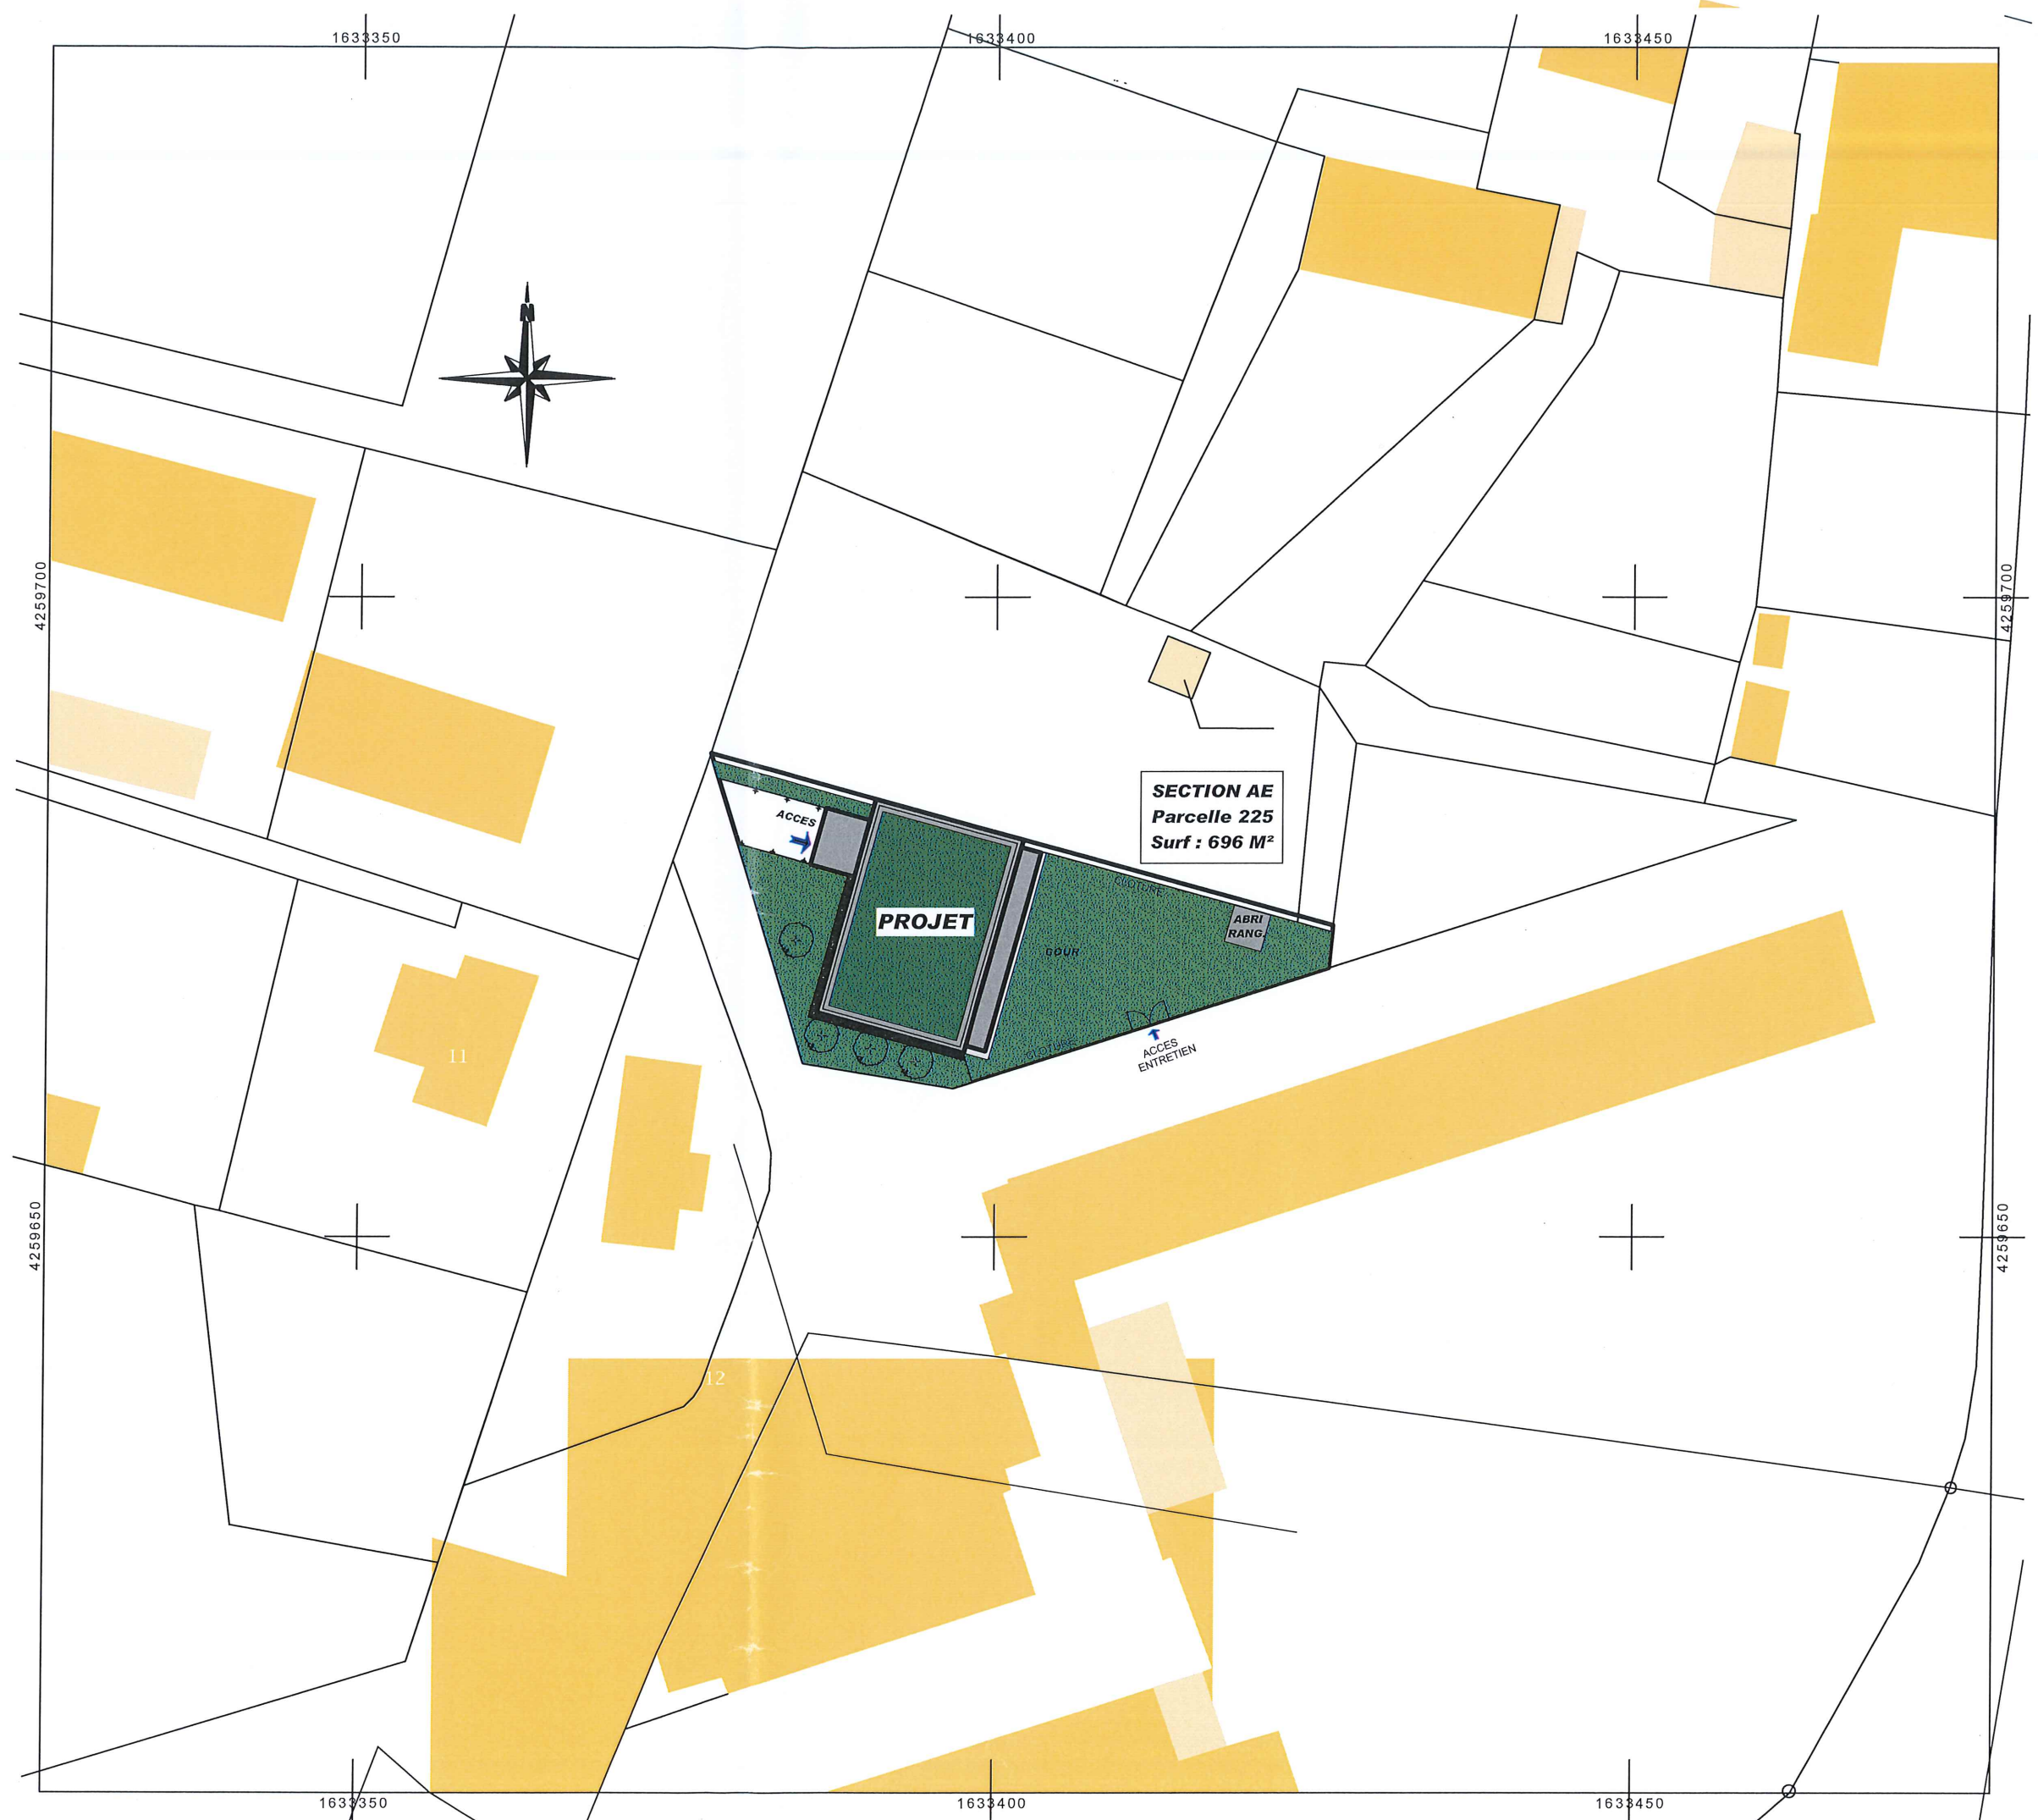 1633350
1633400
1633450
N
4259700
4259700
SECTION AE
Parcelle 225
Surf : 696 M²
ACCES
CLOTURE
PROJET
ABRI
RANG.
COUR
CLOTURE
ACCES
ENTRETIEN
11
4259650
4259650
12
1633350
1633400
1633450